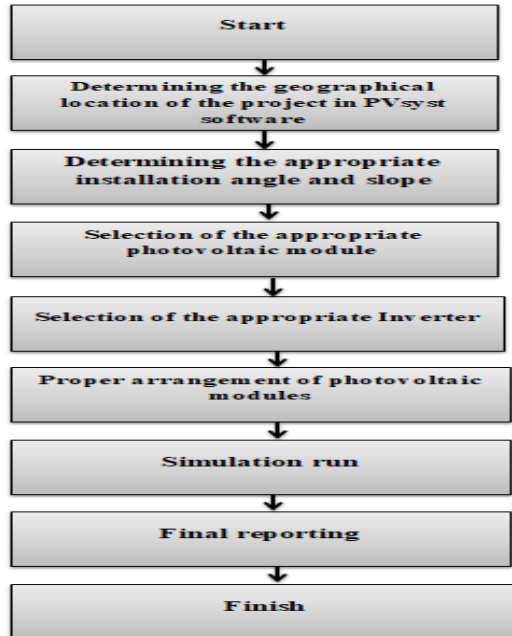 Start
Determining the geographical
location of the project in PVsyst
software
Determining the appropriate
installation angle and slope
Selection of the appropriate
photovoltaic module
Selection of the appropriate Inverter
Proper arrangement of photovoltaic
modules
Simulation run
Final reporting
Finish